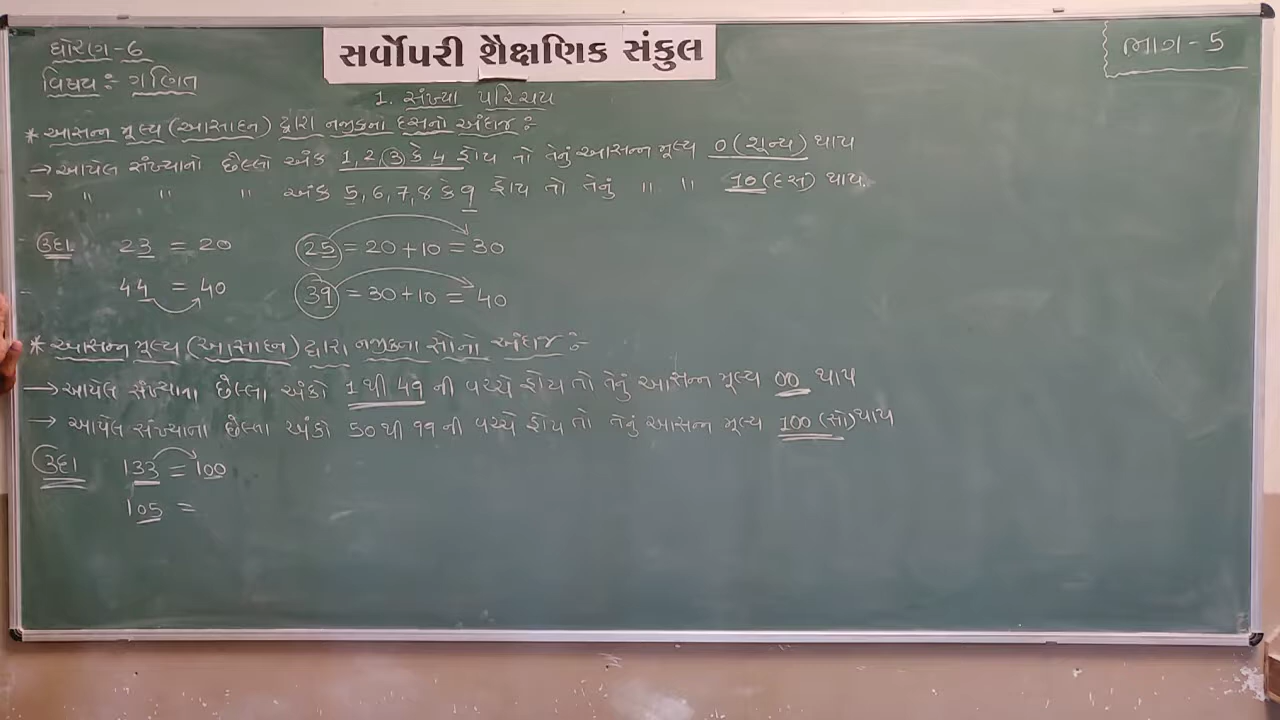 સર્વોપરી શૈક્ષણિક સંકુલ
ધોરણ-6
ભાગ - 5
વિષય : ગણિત
1. સંખ્યા પરિચય
* આસન્ન મૂલ્ય (આસાદન) દ્વારા નજીકના દસનો અંદાજ :-
→ આપેલ સંખ્યાનો છેલ્લો અંક 1, 2, 3 કે 4 હોય તો તેનું આસન્ન મૂલ્ય 0 (શૂન્ય) થાય
→ " " " અંક 5, 6, 7, 8 કે 9 હોય તો તેનું " " 10 (દસ) થાય.
ઉદા 23 = 20 25 = 20 + 10 = 30
44 = 40 39 = 30 + 10 = 40
* આસન્ન મૂલ્ય (આસાદન) દ્વારા નજીકના સૌનો અંદાજ :-
→ આપેલ સંખ્યાના છેલ્લા અંકો 1 થી 49 ની વચ્ચે હોય તો તેનું આસન્ન મૂલ્ય 00 થાય
→ આપેલ સંખ્યાના છેલ્લા અંકો 50 થી 99 ની વચ્ચે હોય તો તેનું આસન્ન મૂલ્ય 100 (સૌ) થાય
ઉદા 133 = 100
105 =